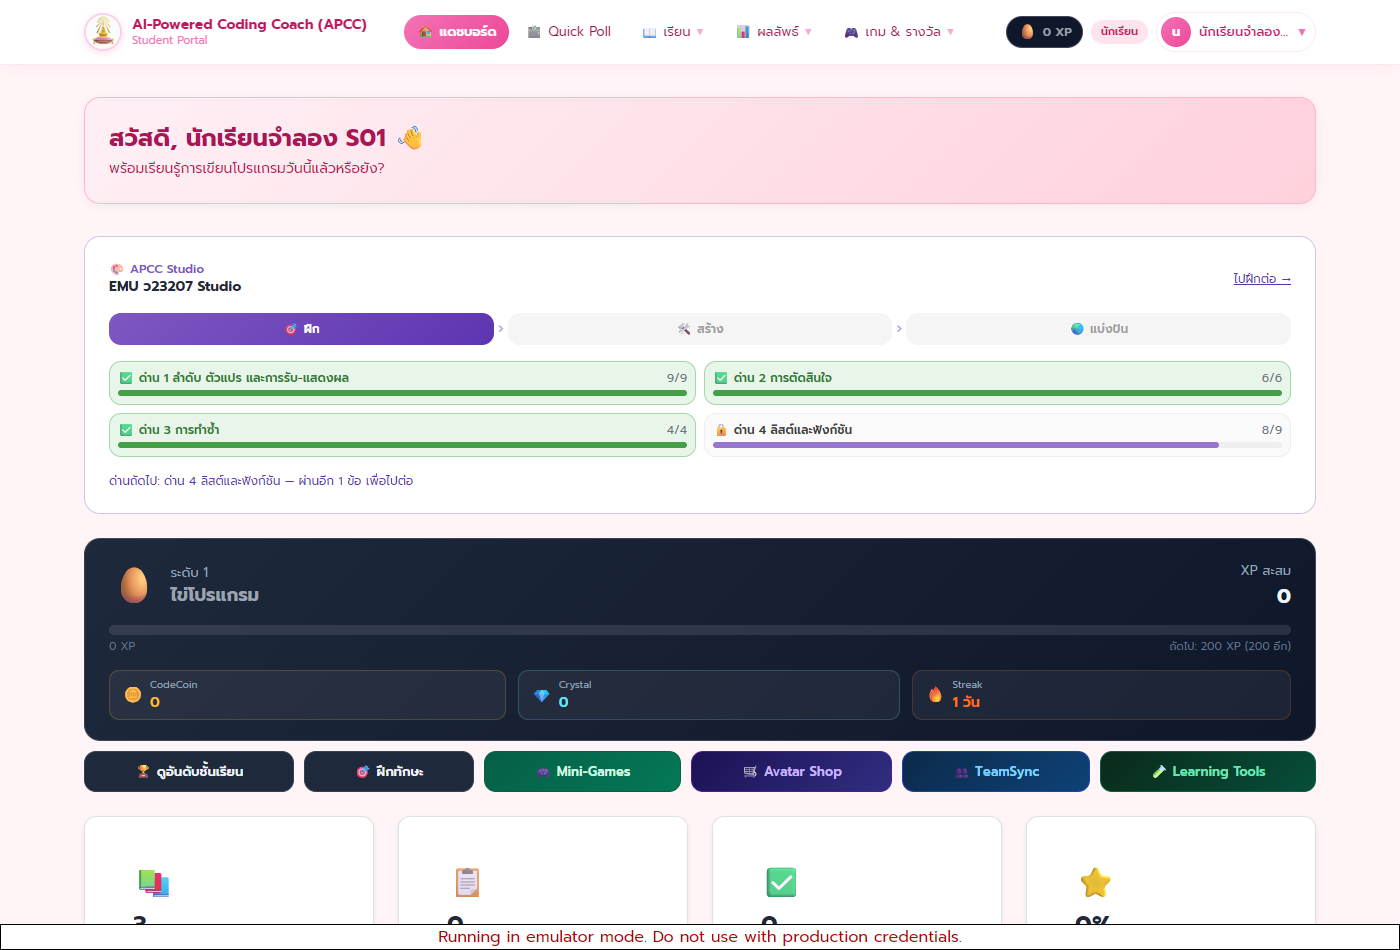 AI-Powered Coding Coach (APCC)
Student Portal
แดชบอร์ด
Quick Poll
เรียน
ผลลัพธ์
เกม & รางวัล
0 XP
นักเรียน
น
นักเรียนจำลอง...
สวัสดี, นักเรียนจำลอง S01
พร้อมเรียนรู้การเขียนโปรแกรมวันนี้แล้วหรือยัง?
APCC Studio
EMU ว23207 Studio
ไปฝึกต่อ →
ฝึก
สร้าง
แบ่งปัน
ด่าน 1 ลำดับ ตัวแปร และการรับ-แสดงผล 9/9
ด่าน 2 การตัดสินใจ 6/6
ด่าน 3 การทำซ้ำ 4/4
ด่าน 4 ลิสต์และฟังก์ชัน 8/9
ด่านถัดไป: ด่าน 4 ลิสต์และฟังก์ชัน — ผ่านอีก 1 ข้อ เพื่อไปต่อ
ระดับ 1
ไข่โปรแกรม
XP สะสม
0
0 XP
ถัดไป: 200 XP (200 อีก)
CodeCoin
0
Crystal
0
Streak
1 วัน
ดูอันดับชั้นเรียน
ฝึกทักษะ
Mini-Games
Avatar Shop
TeamSync
Learning Tools
Running in emulator mode. Do not use with production credentials.